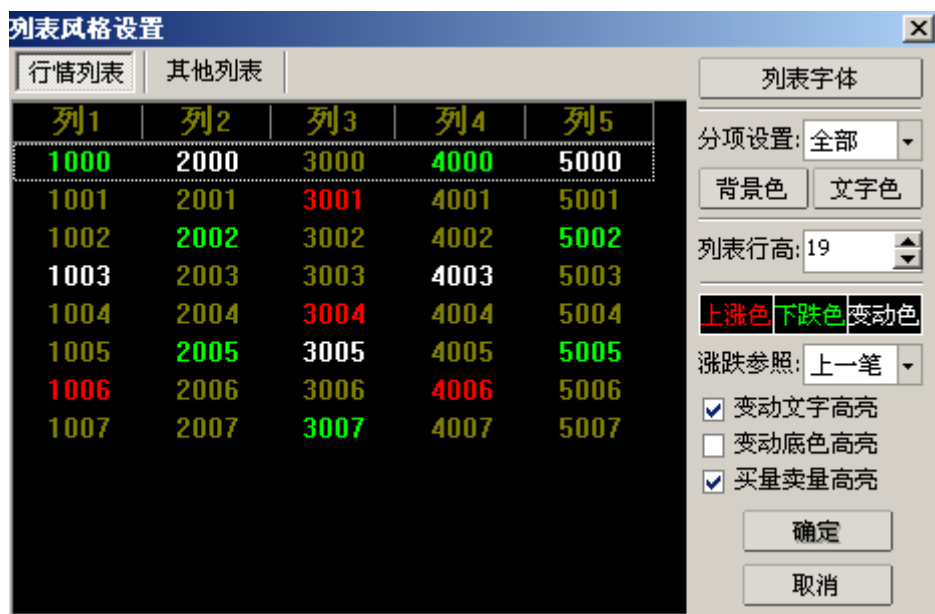 列表风格设置
行情列表 其他列表
列1 列2 列3 列4 列5
1000 2000 3000 4000 5000
1001 2001 3001 4001 5001
1002 2002 3002 4002 5002
1003 2003 3003 4003 5003
1004 2004 3004 4004 5004
1005 2005 3005 4005 5005
1006 2006 3006 4006 5006
1007 2007 3007 4007 5007
列表字体
分项设置: 全部
背景色 文字色
列表行高: 19
上涨色 下跌色 变动色
涨跌参照: 上一笔
变动文字高亮
变动底色高亮
买量卖量高亮
确定
取消